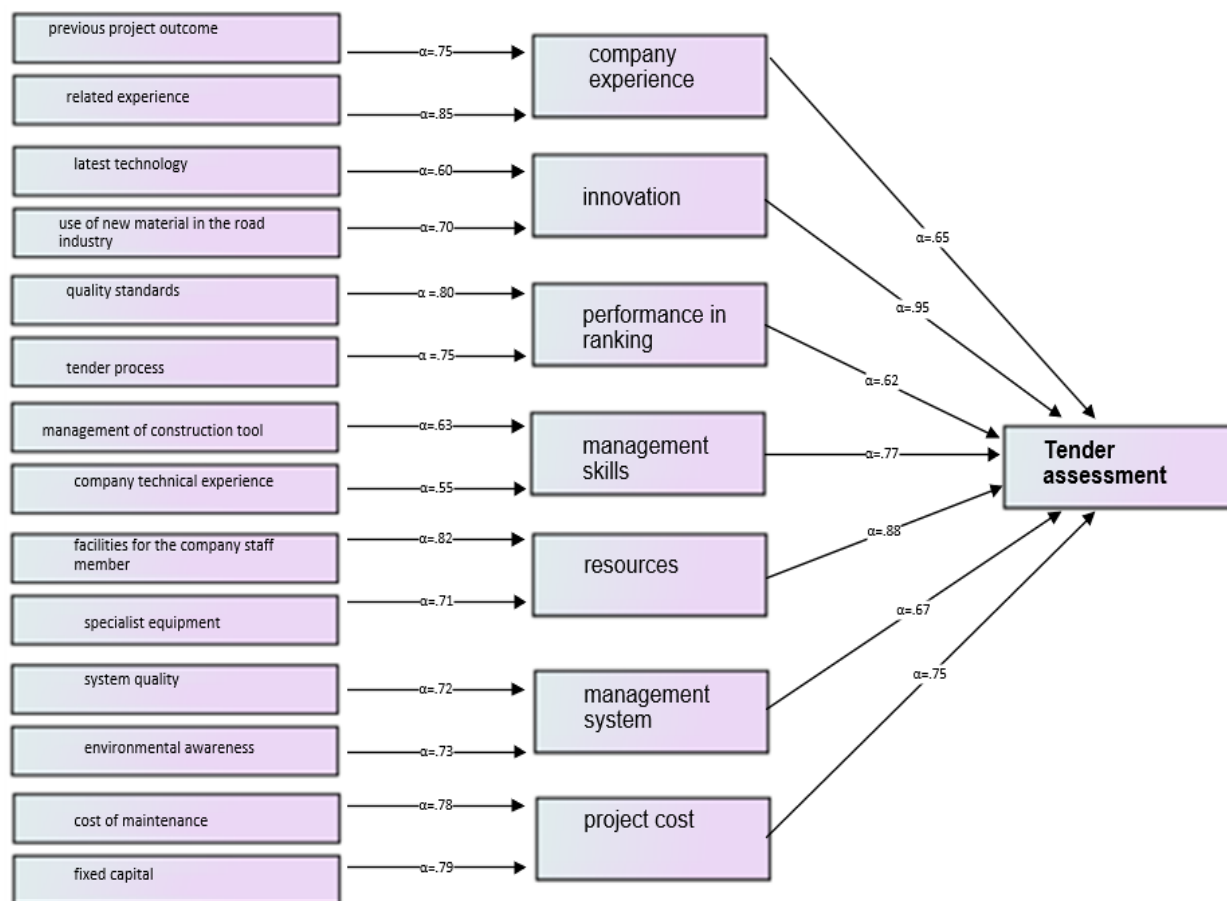 previous project outcome
α=.75
company
experience
related experience
α=.85
latest technology
α=.60
innovation
use of new material in the road
industry
α=.70
α=.65
quality standards
α =.80
α=.95
performance in
ranking
tender process
α =.75
α=.62
management of construction tool
α=.63
management
skills
α=.77
Tender
assessment
company technical experience
α=.55
facilities for the company staff
member
α=.82
resources
α=.88
specialist equipment
α=.71
α=.67
system quality
α=.72
management
system
α=.75
environmental awareness
α=.73
cost of maintenance
α=.78
project cost
fixed capital
α=.79